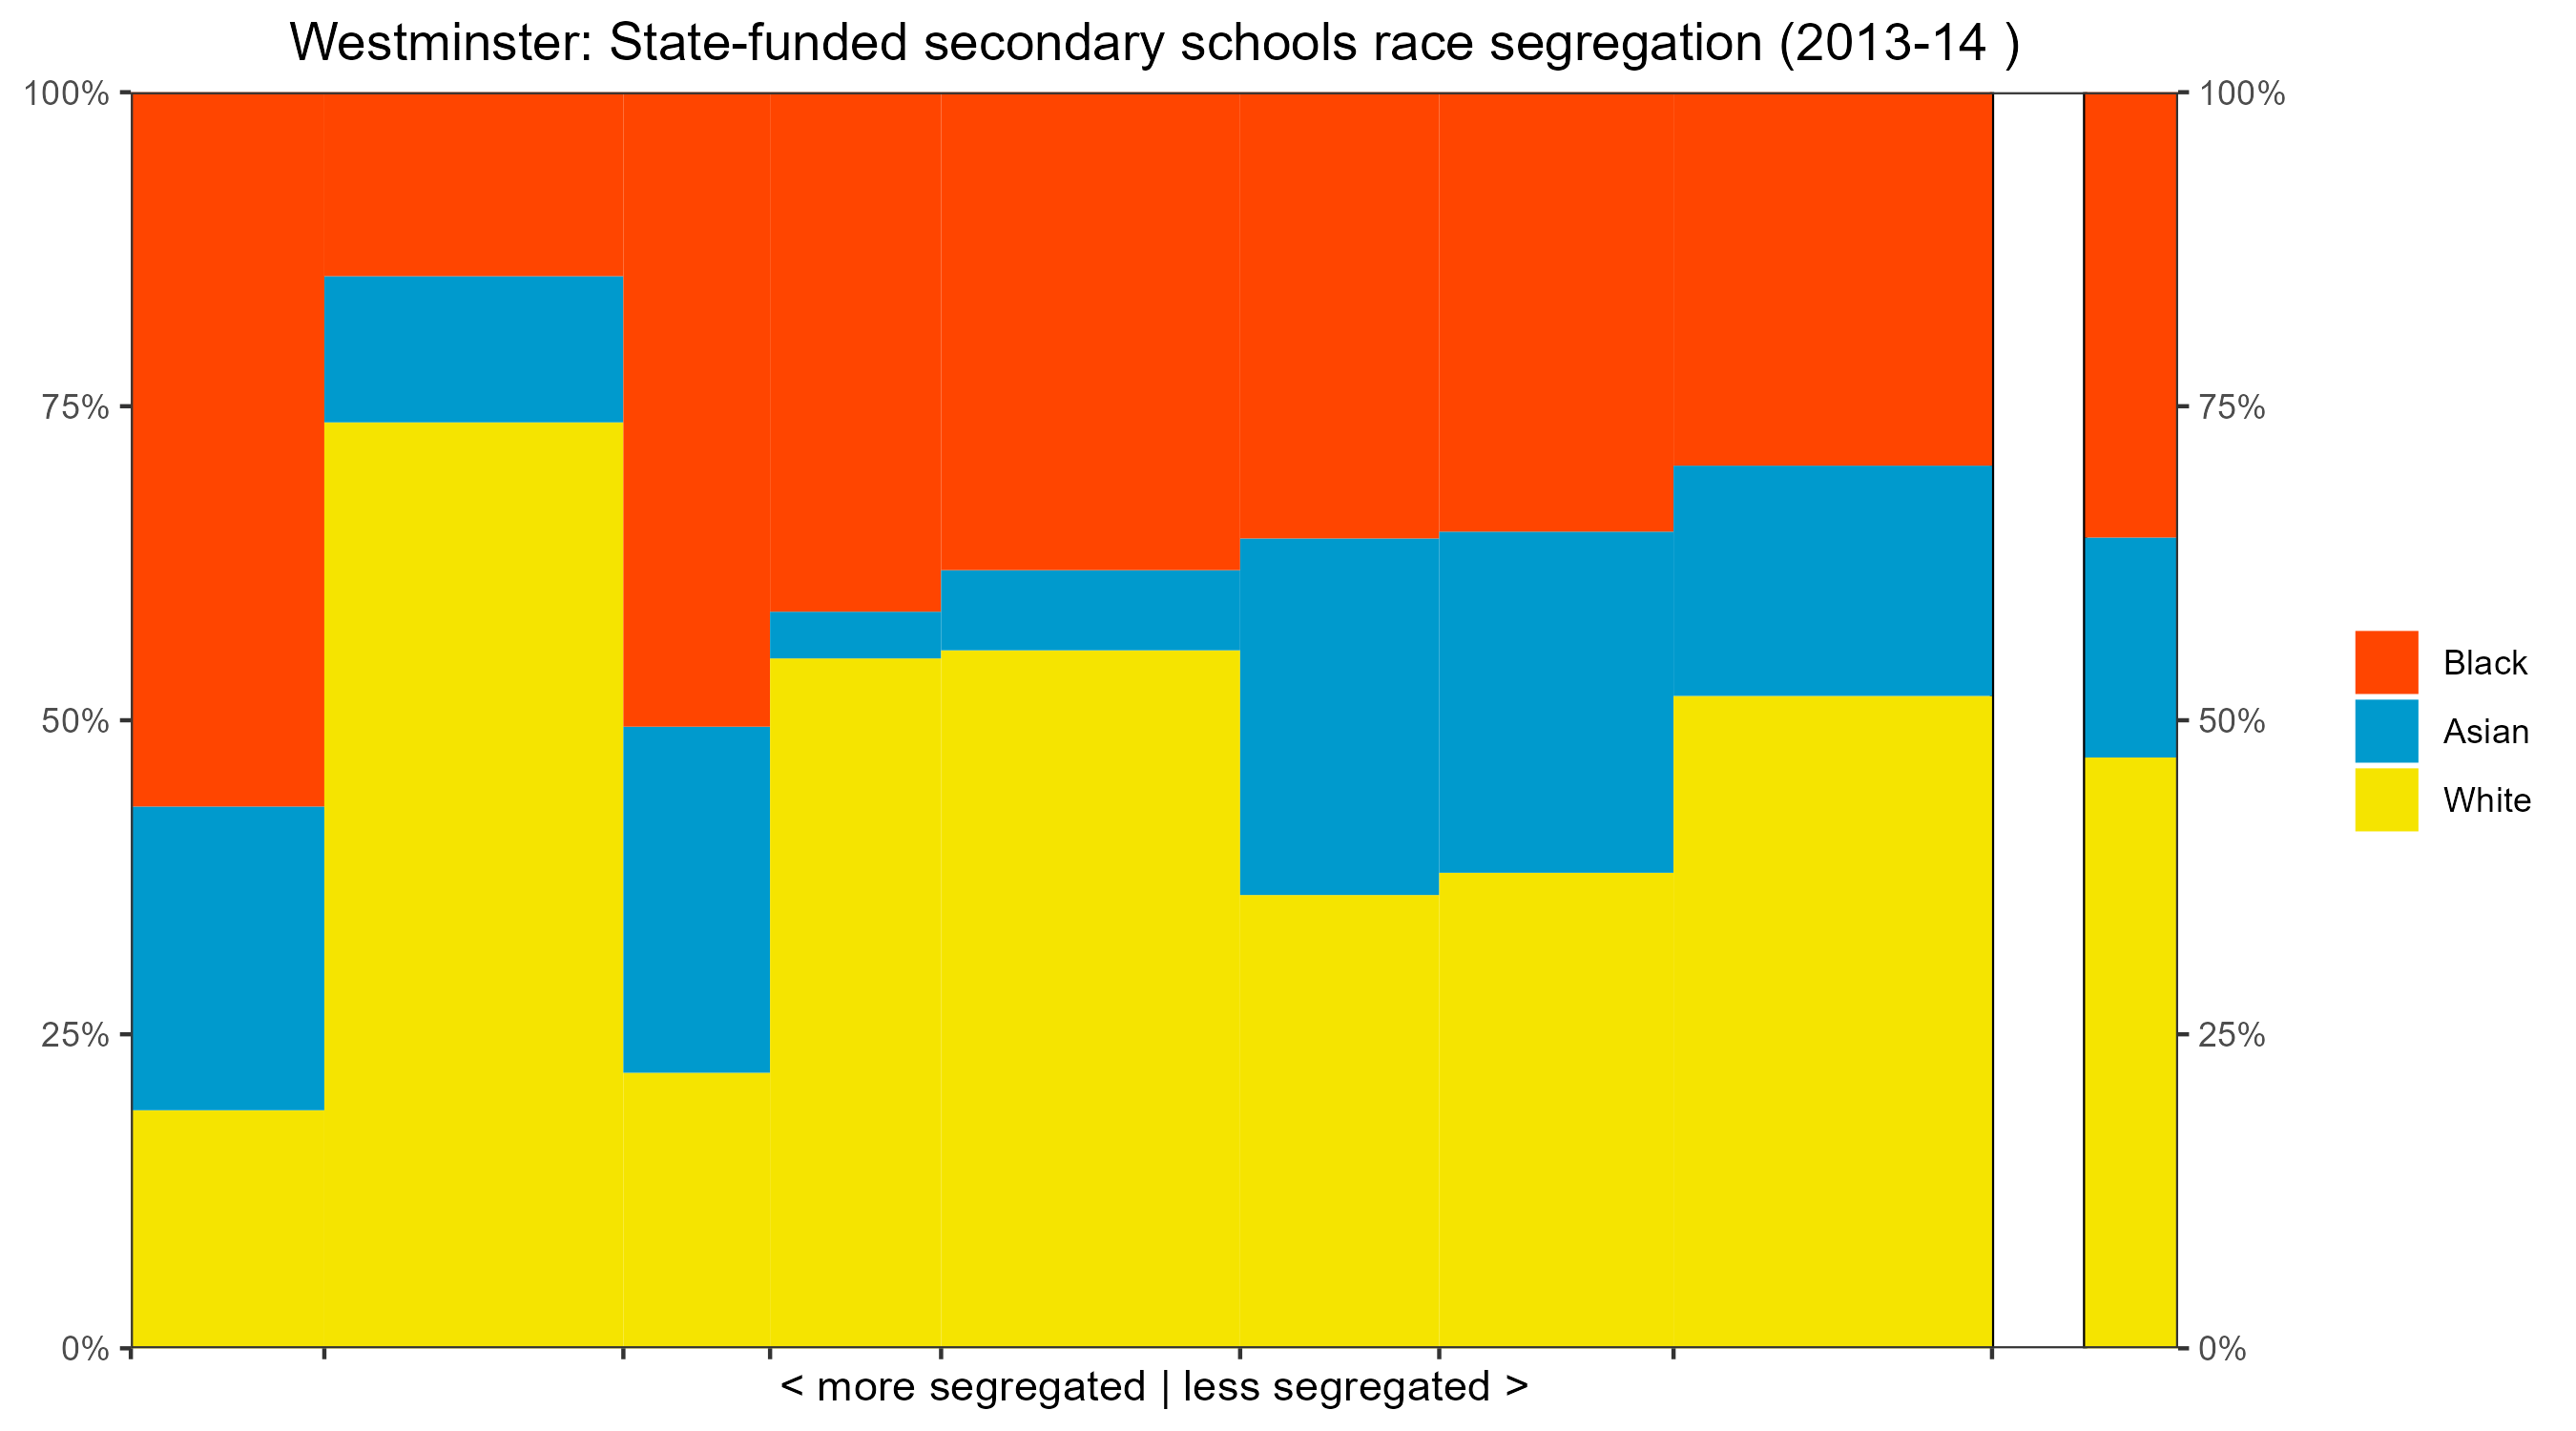 Westminster: State-funded secondary schools race segregation (2013-14 )
100%
100%
75%
75%
50%
50%
25%
25%
0%
0%
Black
Asian
White
< more segregated | less segregated >